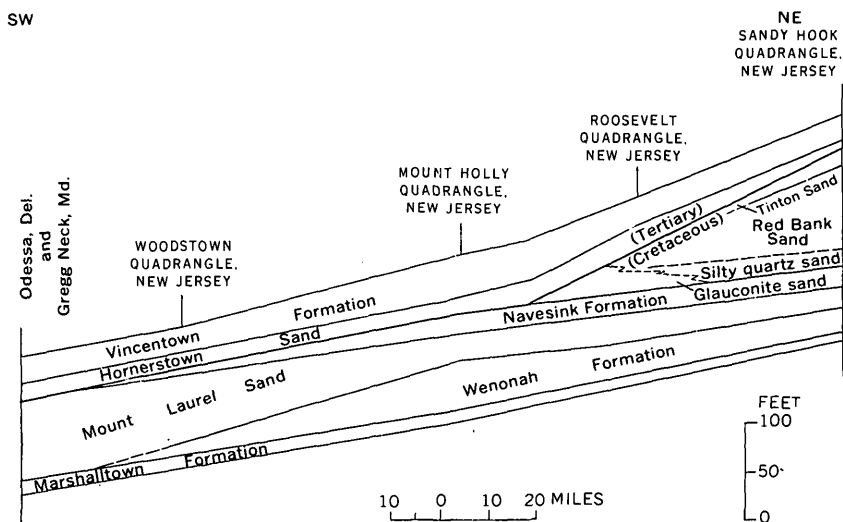 SW
NE
SANDY HOOK
QUADRANGLE,
NEW JERSEY
ROOSEVELT
QUADRANGLE,
NEW JERSEY
MOUNT HOLLY
QUADRANGLE,
NEW JERSEY
WOODSTOWN
QUADRANGLE,
NEW JERSEY
Odessa, Del.
and
Gregg Neck, Md.
(Tertiary)
(Cretaceous)
Tinton Sand
Red Bank
Sand
Silty quartz sand
Glauconite sand
Navesink Formation
Vincentown Formation
Hornerstown Sand
Mount Laurel Sand
Wenonah Formation
Marshalltown Formation
FEET
100
50
0
10 0 10 20 MILES